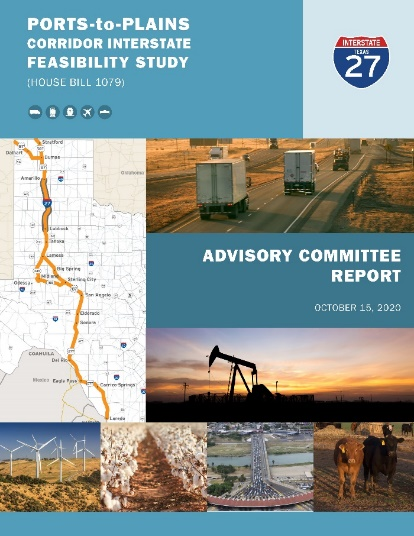 PORTS-to-PLAINS
CORRIDOR INTERSTATE
FEASIBILITY STUDY
(HOUSE BILL 1079)
INTERSTATE
TEXAS
27
Stratford
Dalhart
Dumas
Oklahoma
Amarillo
27
Lubbock
Lamesa
Big Spring
Midland
Sterling City
Odessa
San Angelo
Eldorado
Sonora
COAHUILA
Del Rio
Mexico
Eagle Pass
Carrizo Springs
Laredo
ADVISORY COMMITTEE
REPORT
OCTOBER 15, 2020